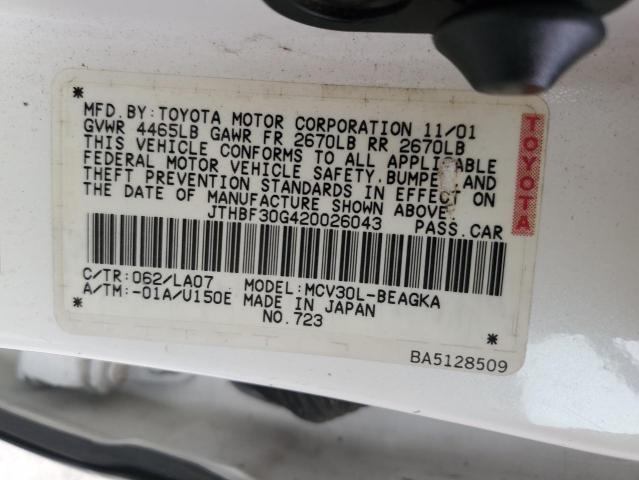 MFD. BY: TOYOTA MOTOR CORPORATION 11/01
GVWR 4465LB GAWR FR 2670LB RR 2670LB
THIS VEHICLE CONFORMS TO ALL APPLICABLE
FEDERAL MOTOR VEHICLE SAFETY, BUMPER, AND
THEFT PREVENTION STANDARDS IN EFFECT ON
THE DATE OF MANUFACTURE SHOWN ABOVE.
JTHBF30G420026043 PASS. CAR
C/TR: 062/LA07 MODEL: MCV30L-BEAGKA
A/TM: -01A/U150E MADE IN JAPAN
NO. 723
BA5128509
TOYOTA